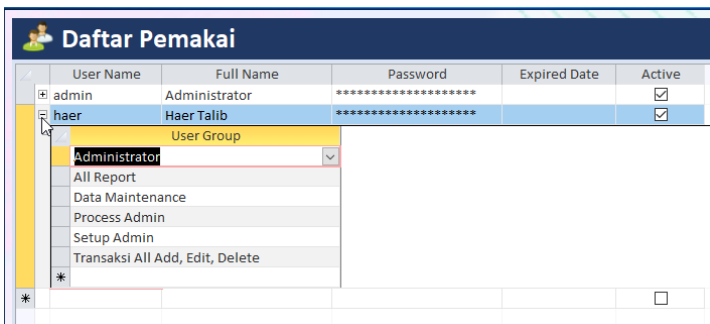 Daftar Pemakai
User Name Full Name Password Expired Date Active
admin Administrator ********************
haer Haer Talib ********************
User Group
Administrator
All Report
Data Maintenance
Process Admin
Setup Admin
Transaksi All Add, Edit, Delete
*
*